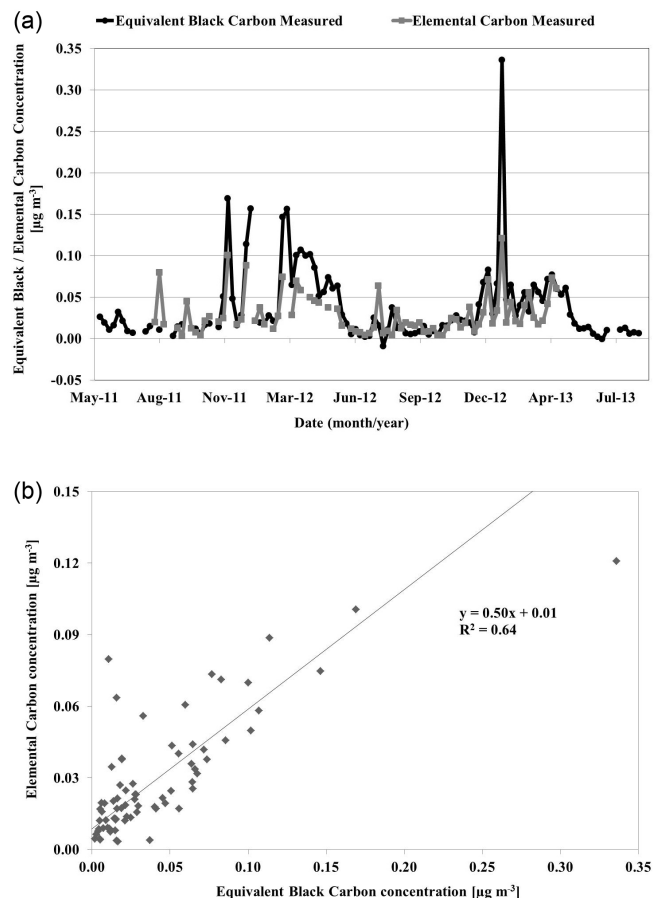 (a)
Equivalent Black Carbon Measured
Elemental Carbon Measured
Equivalent Black / Elemental Carbon Concentration
[µg m⁻³]
0.35
0.30
0.25
0.20
0.15
0.10
0.05
0.00
-0.05
May-11 Aug-11 Nov-11 Mar-12 Jun-12 Sep-12 Dec-12 Apr-13 Jul-13
Date (month/year)
(b)
Elemental Carbon concentration [µg m⁻³]
0.15
0.12
0.09
0.06
0.03
0.00
y = 0.50x + 0.01
R² = 0.64
0.00 0.05 0.10 0.15 0.20 0.25 0.30 0.35
Equivalent Black Carbon concentration [µg m⁻³]